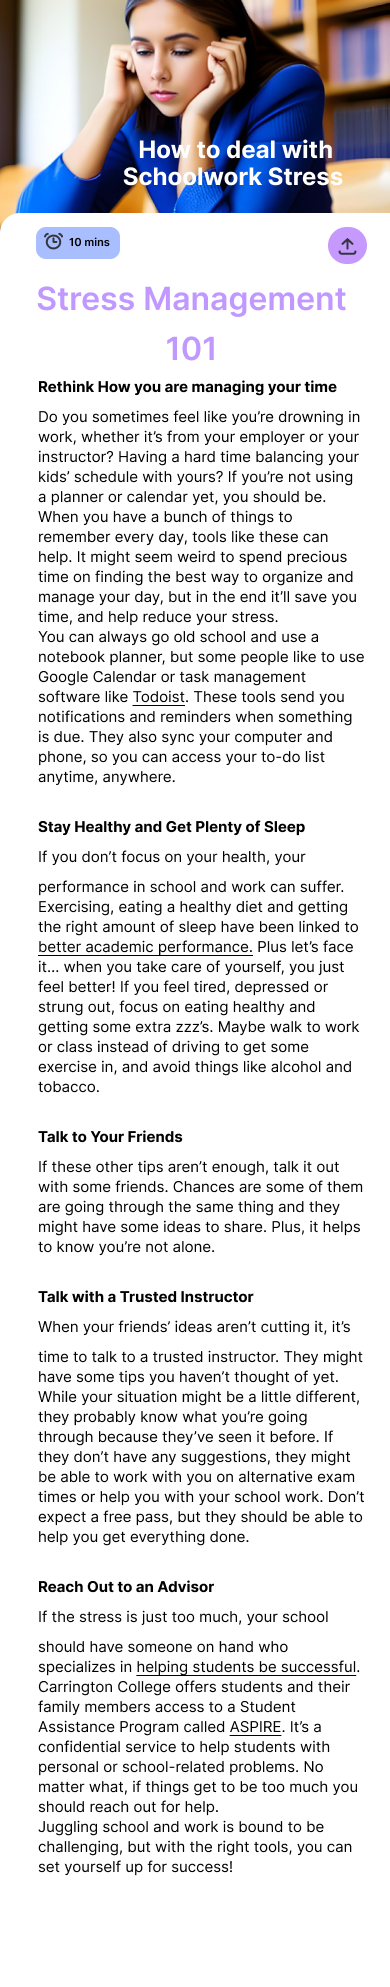 How to deal with
Schoolwork Stress
10 mins
Stress Management
101
Rethink How you are managing your time
Do you sometimes feel like you’re drowning in
work, whether it’s from your employer or your
instructor? Having a hard time balancing your
kids’ schedule with yours? If you’re not using
a planner or calendar yet, you should be.
When you have a bunch of things to
remember every day, tools like these can
help. It might seem weird to spend precious
time on finding the best way to organize and
manage your day, but in the end it’ll save you
time, and help reduce your stress.
You can always go old school and use a
notebook planner, but some people like to use
Google Calendar or task management
software like Todoist. These tools send you
notifications and reminders when something
is due. They also sync your computer and
phone, so you can access your to-do list
anytime, anywhere.
Stay Healthy and Get Plenty of Sleep
If you don’t focus on your health, your
performance in school and work can suffer.
Exercising, eating a healthy diet and getting
the right amount of sleep have been linked to
better academic performance. Plus let’s face
it… when you take care of yourself, you just
feel better! If you feel tired, depressed or
strung out, focus on eating healthy and
getting some extra zzz’s. Maybe walk to work
or class instead of driving to get some
exercise in, and avoid things like alcohol and
tobacco.
Talk to Your Friends
If these other tips aren’t enough, talk it out
with some friends. Chances are some of them
are going through the same thing and they
might have some ideas to share. Plus, it helps
to know you’re not alone.
Talk with a Trusted Instructor
When your friends’ ideas aren’t cutting it, it’s
time to talk to a trusted instructor. They might
have some tips you haven’t thought of yet.
While your situation might be a little different,
they probably know what you’re going
through because they’ve seen it before. If
they don’t have any suggestions, they might
be able to work with you on alternative exam
times or help you with your school work. Don’t
expect a free pass, but they should be able to
help you get everything done.
Reach Out to an Advisor
If the stress is just too much, your school
should have someone on hand who
specializes in helping students be successful.
Carrington College offers students and their
family members access to a Student
Assistance Program called ASPIRE. It’s a
confidential service to help students with
personal or school-related problems. No
matter what, if things get to be too much you
should reach out for help.
Juggling school and work is bound to be
challenging, but with the right tools, you can
set yourself up for success!